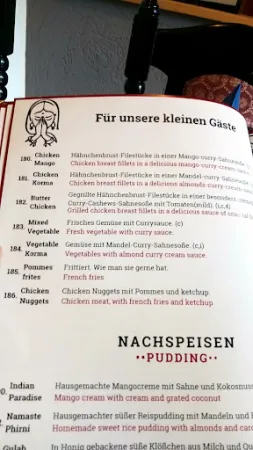 Für unsere kleinen Gäste
180. Chicken Mango
Hähnchenbrust-Filestücke in einer Mango-curry-Sahnesoße.
Chicken breast fillets in a delicious mango-curry-cream
181. Chicken Korma
Hähnchenbrust-Filestücke in einer Mandel-curry-Sahnesoße.
Chicken breast fillets in a delicious almonds-curry-cream
182. Butter Chicken
Gegrillte Hähnchenbrust-Filestücke in einer besonderen
Curry-Cashews-Sahnesoße mit Tomaten(mild).
Grilled chicken breast fillets in a delicious sauce of
183. Mixed Vegetable
Frisches Gemüse mit Currysauce. (c)
Fresh vegetable with curry sauce.
184. Vegetable Korma
Gemüse mit Mandel-Curry-Sahnesoße. (c,i)
Vegetables with almond curry cream sauce.
185. Pommes frites
Frittiert. Wie man sie gerne hat.
French fries
186. Chicken Nuggets
Chicken Nuggets mit Pommes und ketchup.
Chicken meat, with french fries and ketchup
NACHSPEISEN
••PUDDING••
Indian Paradise
Hausgemachte Mangocreme mit Sahne und Kokosnuss
Mango cream with cream and grated coconut
Namaste Phirni
Hausgemachter süßer Reispudding mit Mandeln und
Homemade sweet rice pudding with almonds and
Gulab
In Honig gebackene süße Klößchen aus Milch und